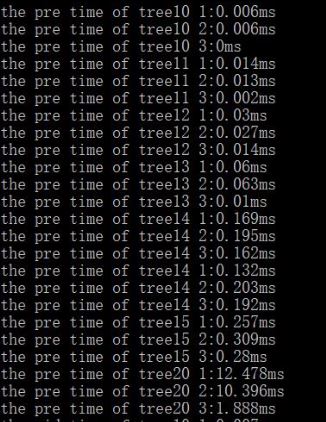 the pre time of tree10 1:0.006ms
the pre time of tree10 2:0.006ms
the pre time of tree10 3:0ms
the pre time of tree11 1:0.014ms
the pre time of tree11 2:0.013ms
the pre time of tree11 3:0.002ms
the pre time of tree12 1:0.03ms
the pre time of tree12 2:0.027ms
the pre time of tree12 3:0.014ms
the pre time of tree13 1:0.06ms
the pre time of tree13 2:0.063ms
the pre time of tree13 3:0.01ms
the pre time of tree14 1:0.169ms
the pre time of tree14 2:0.195ms
the pre time of tree14 3:0.162ms
the pre time of tree14 1:0.132ms
the pre time of tree14 2:0.203ms
the pre time of tree14 3:0.192ms
the pre time of tree15 1:0.257ms
the pre time of tree15 2:0.309ms
the pre time of tree15 3:0.28ms
the pre time of tree20 1:12.478ms
the pre time of tree20 2:10.396ms
the pre time of tree20 3:1.888ms